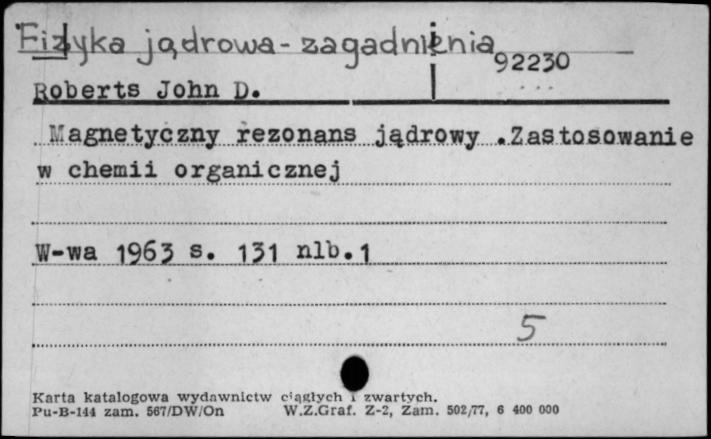 Fizyka jądrowa - zagadnienia
92230
Roberts John D.
Magnetyczny rezonans jądrowy .Zastosowanie
w chemii organicznej
W-wa 1963 s. 131 nlb.1
5
Karta katalogowa wydawnictw ciągłych i zwartych.
Pu-B-144 zam. 567/DW/On W.Z.Graf. Z-2, Zam. 502/77, 6 400 000